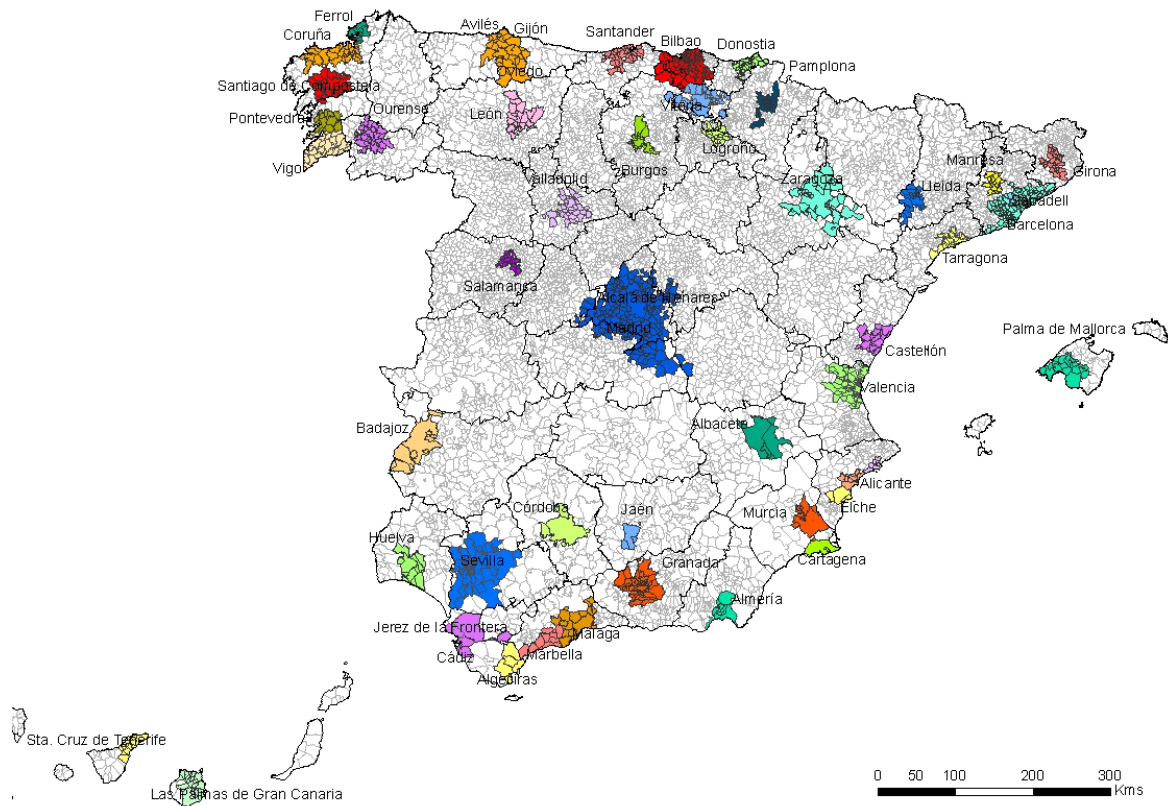 Ferrol
Avilés
Gijón
Coruña
Santander
Bilbao
Donostia
Oviedo
Pamplona
Santiago de Compostela
Vitoria
Pontevedra
Ourense
León
Logroño
Vigo
Valladolid
Burgos
Zaragoza
Manresa
Girona
Lleida
Sabadell
Barcelona
Tarragona
Salamanca
Alcalá de Henares
Madrid
Palma de Mallorca
Castellón
Valencia
Badajoz
Albacete
Alicante
Elche
Córdoba
Jaén
Murcia
Huelva
Sevilla
Granada
Cartagena
Almería
Jerez de la Frontera
Málaga
Cádiz
Marbella
Algeciras
Sta. Cruz de Tenerife
Las Palmas de Gran Canaria
0 50 100 200 300
Kms